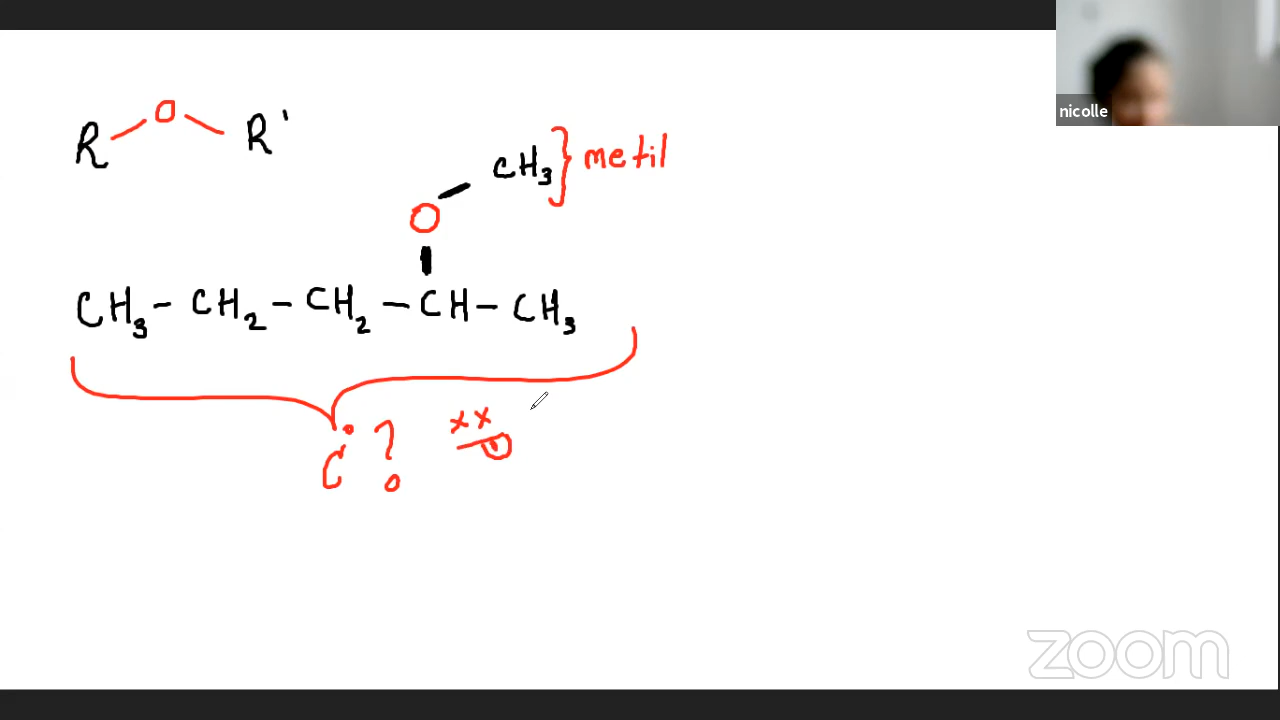 nicolle
R-O-R'
CH3 } metil
O
CH3-CH2-CH2-CH-CH3
¿? xx
zoom